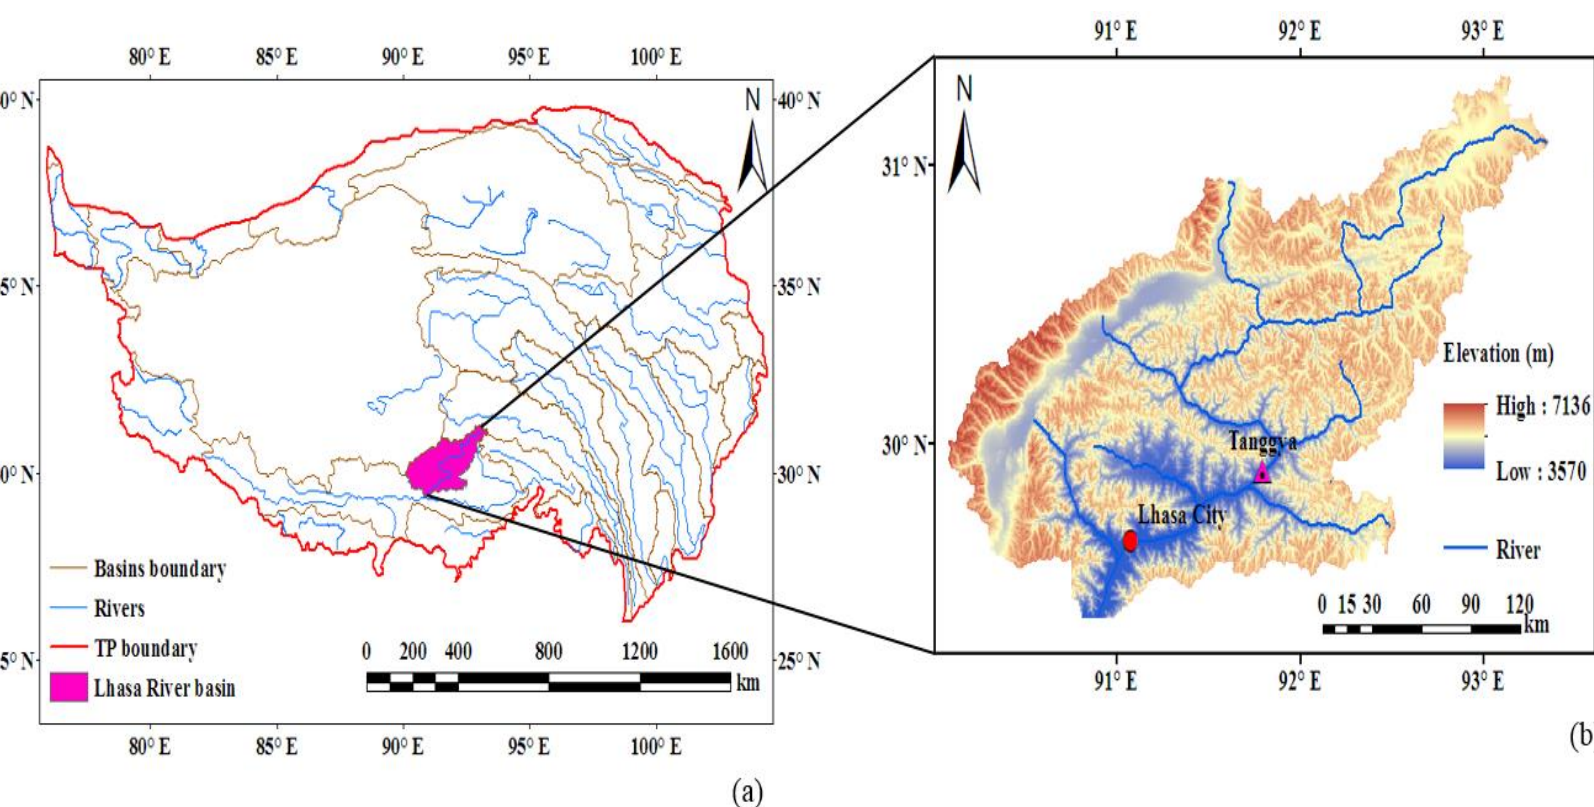 80° E 85° E 90° E 95° E 100° E
0° N
40° N
N
5° N
35° N
0° N
30° N
5° N
25° N
Basins boundary
Rivers
TP boundary
Lhasa River basin
0 200 400 800 1200 1600
km
80° E 85° E 90° E 95° E 100° E
(a)
91° E 92° E 93° E
N
31° N
30° N
Tanggya
Lhasa City
Elevation (m)
High : 7136
Low : 3570
River
0 15 30 60 90 120
km
91° E 92° E 93° E
(b